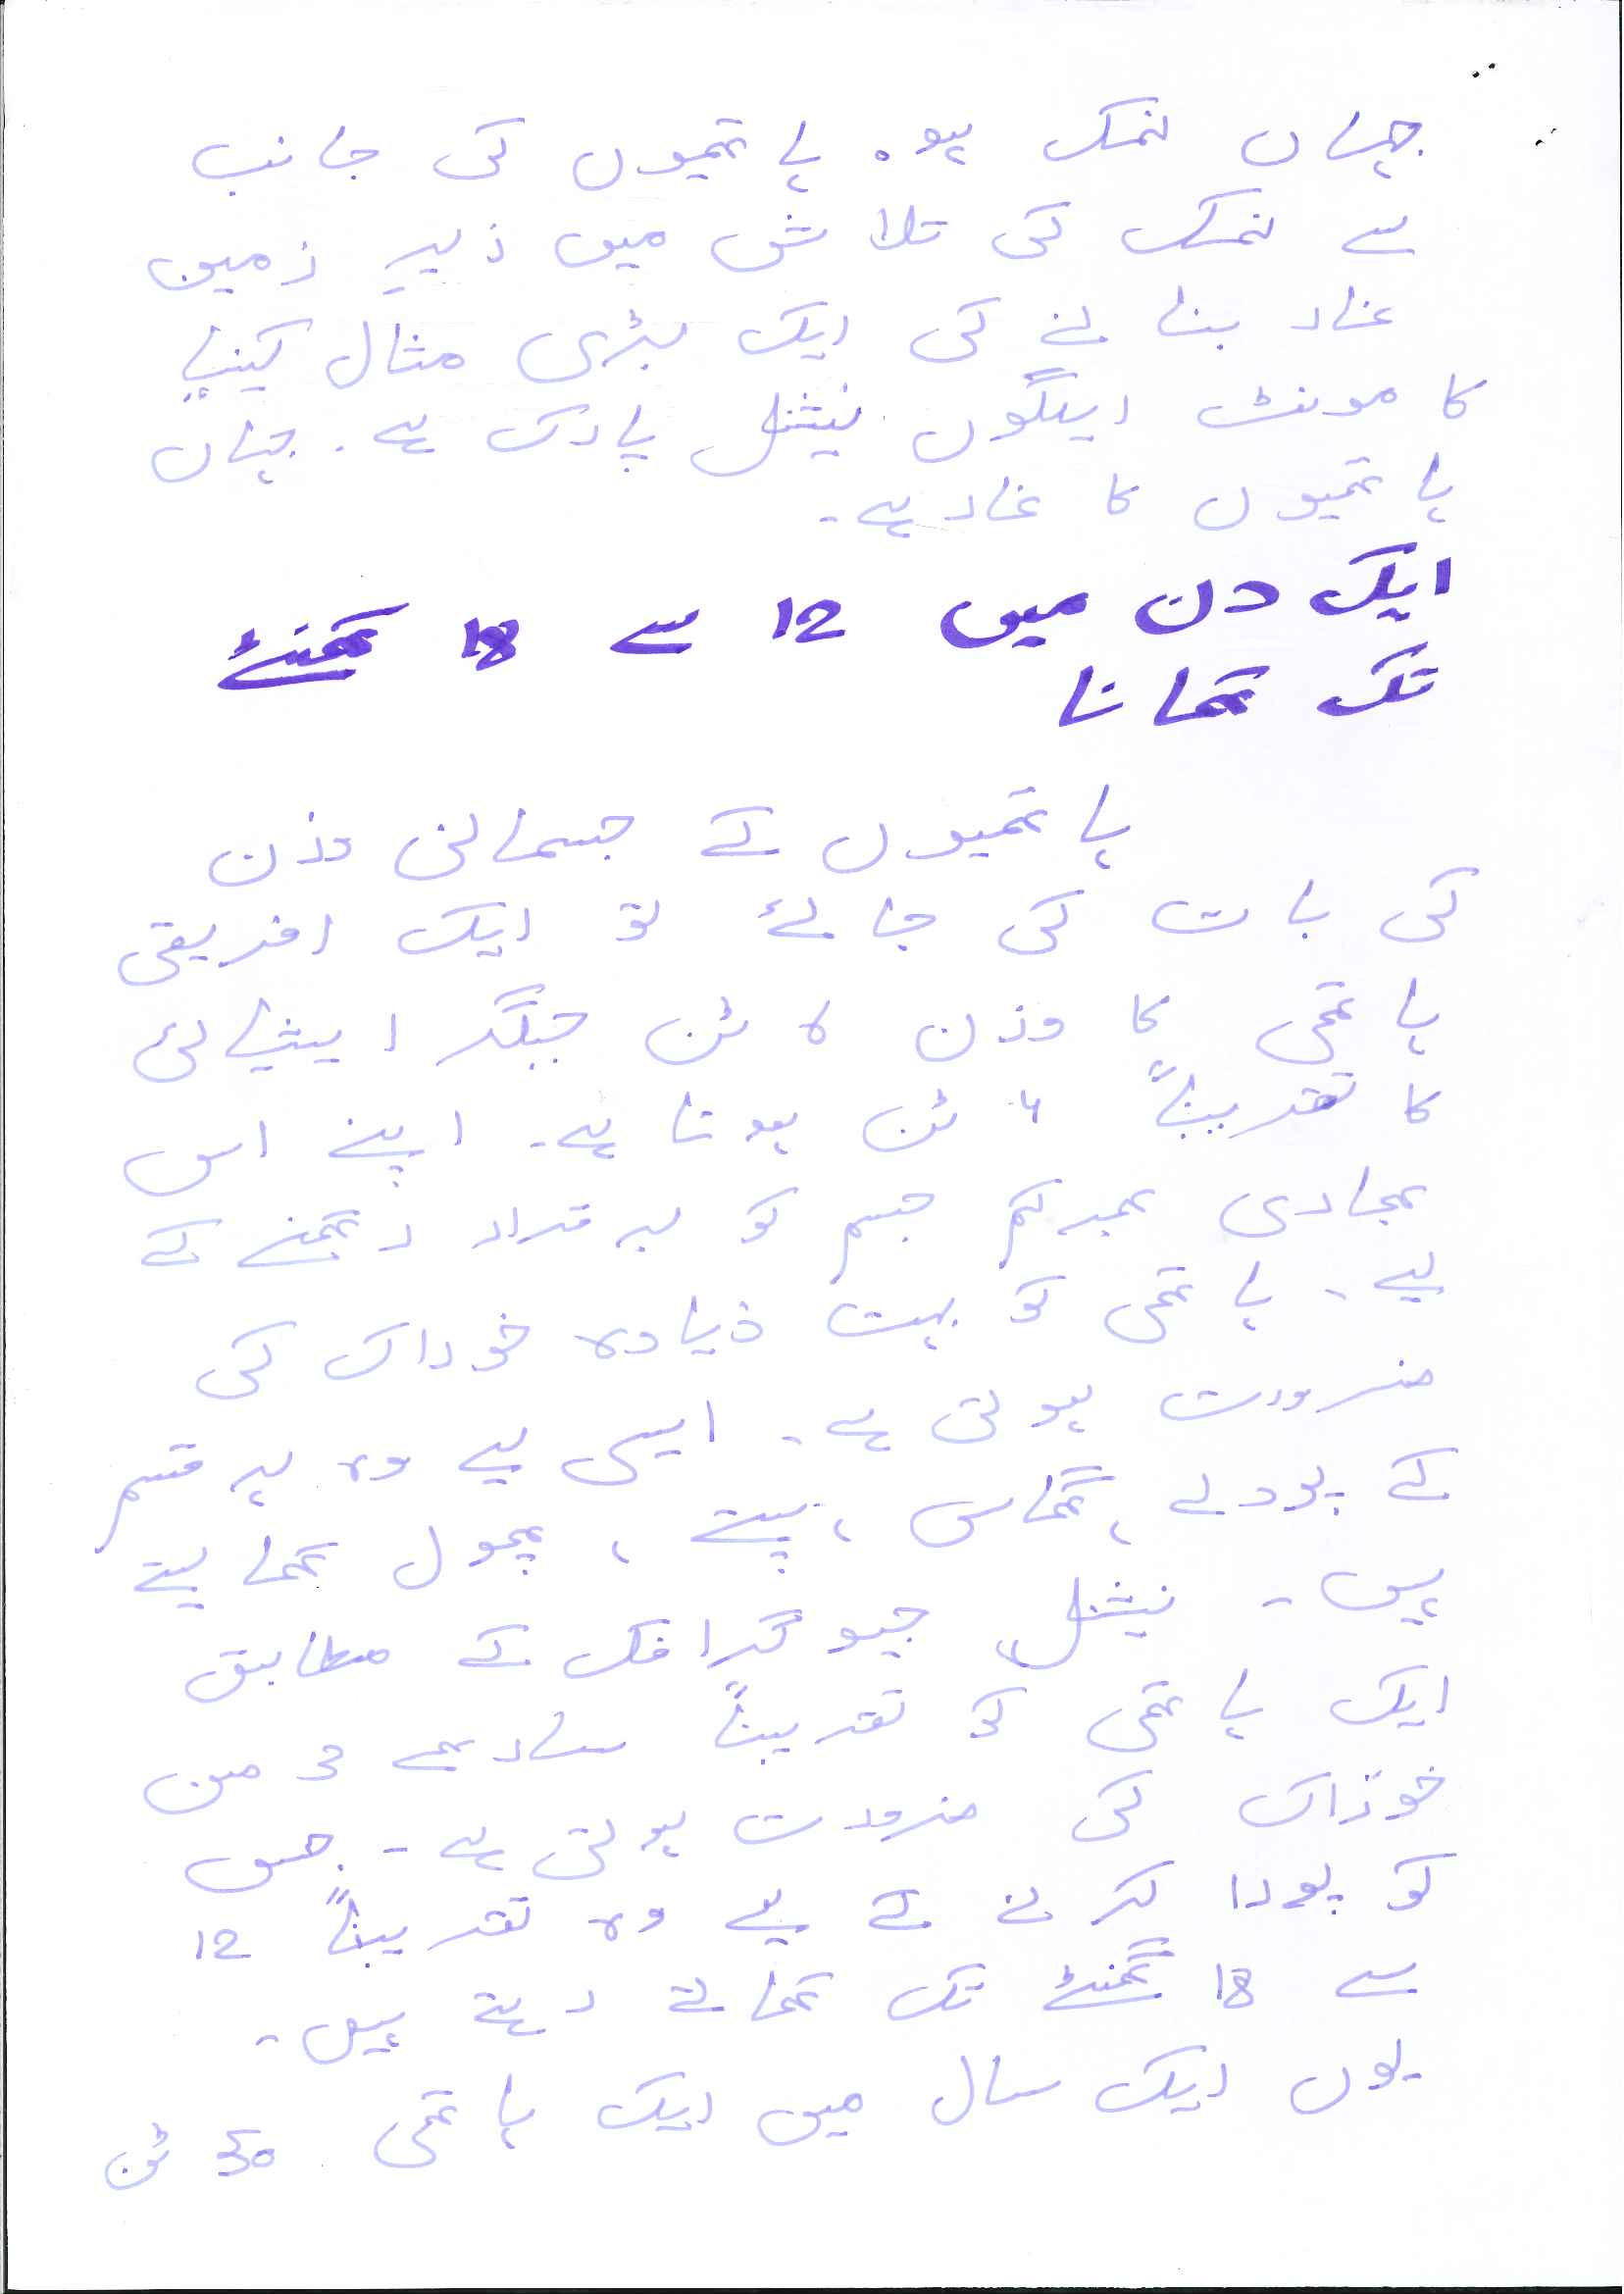 جہاں نمک ہو۔ ہاتھیوں کی جانب
سے نمک کی تلاش میں زیرِ زمین
غار بنانے کی ایک بڑی مثال کینیا
کا مونٹ ایلگون نیشنل پارک ہے۔ جہاں
ہاتھیوں کا غار ہے۔
ایک دن میں 12 سے 18 گھنٹے
تک کھانا
ہاتھیوں کے جسمانی وزن
کی بات کی جائے تو ایک افریقی
ہاتھی کا وزن ٹن جبکہ ایشیائی
کا تقریباً ٹن ہوتا ہے۔ اپنے اس
بھاری بھرکم جسم کو برقرار رکھنے کے
لیے۔ ہاتھی کو بہت زیادہ خوراک کی
ضرورت ہوتی ہے۔ ایسی لیے وہ ہر قسم
کے پودے، گھاس، پتے، پھول کھا لیتے
ہیں۔ نیشنل جیو گرافک کے مطابق
ایک ہاتھی کو تقریباً ساڑھے 3 من
خوراک کی ضرورت ہوتی ہے۔ جس
کو پورا کرنے کے لیے وہ تقریباً 12
سے 18 گھنٹے تک کھاتے رہتے ہیں۔
یوں ایک سال میں ایک ہاتھی 50 ٹن